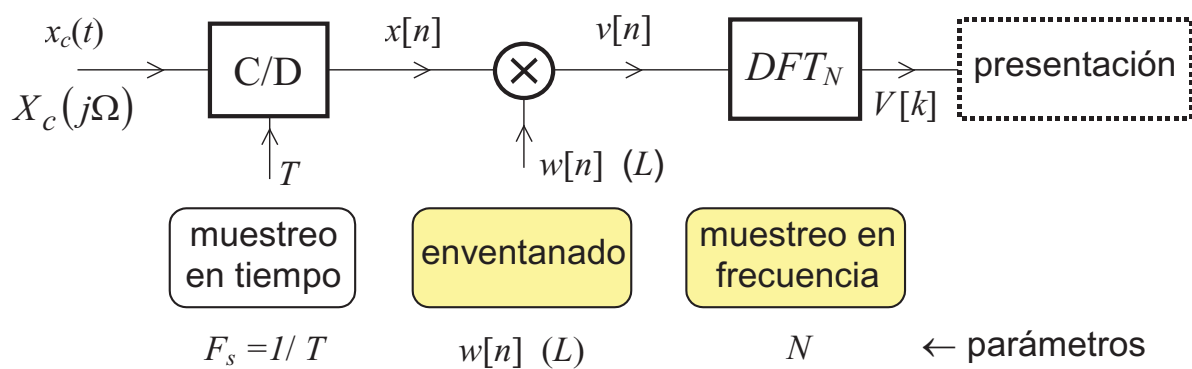 x_c(t)
X_c(jΩ)
C/D
T
x[n]
w[n] (L)
v[n]
DFT_N
V[k]
presentación
muestreo
en tiempo
enventanado
muestreo en
frecuencia
F_s =1/ T
w[n] (L)
N
← parámetros